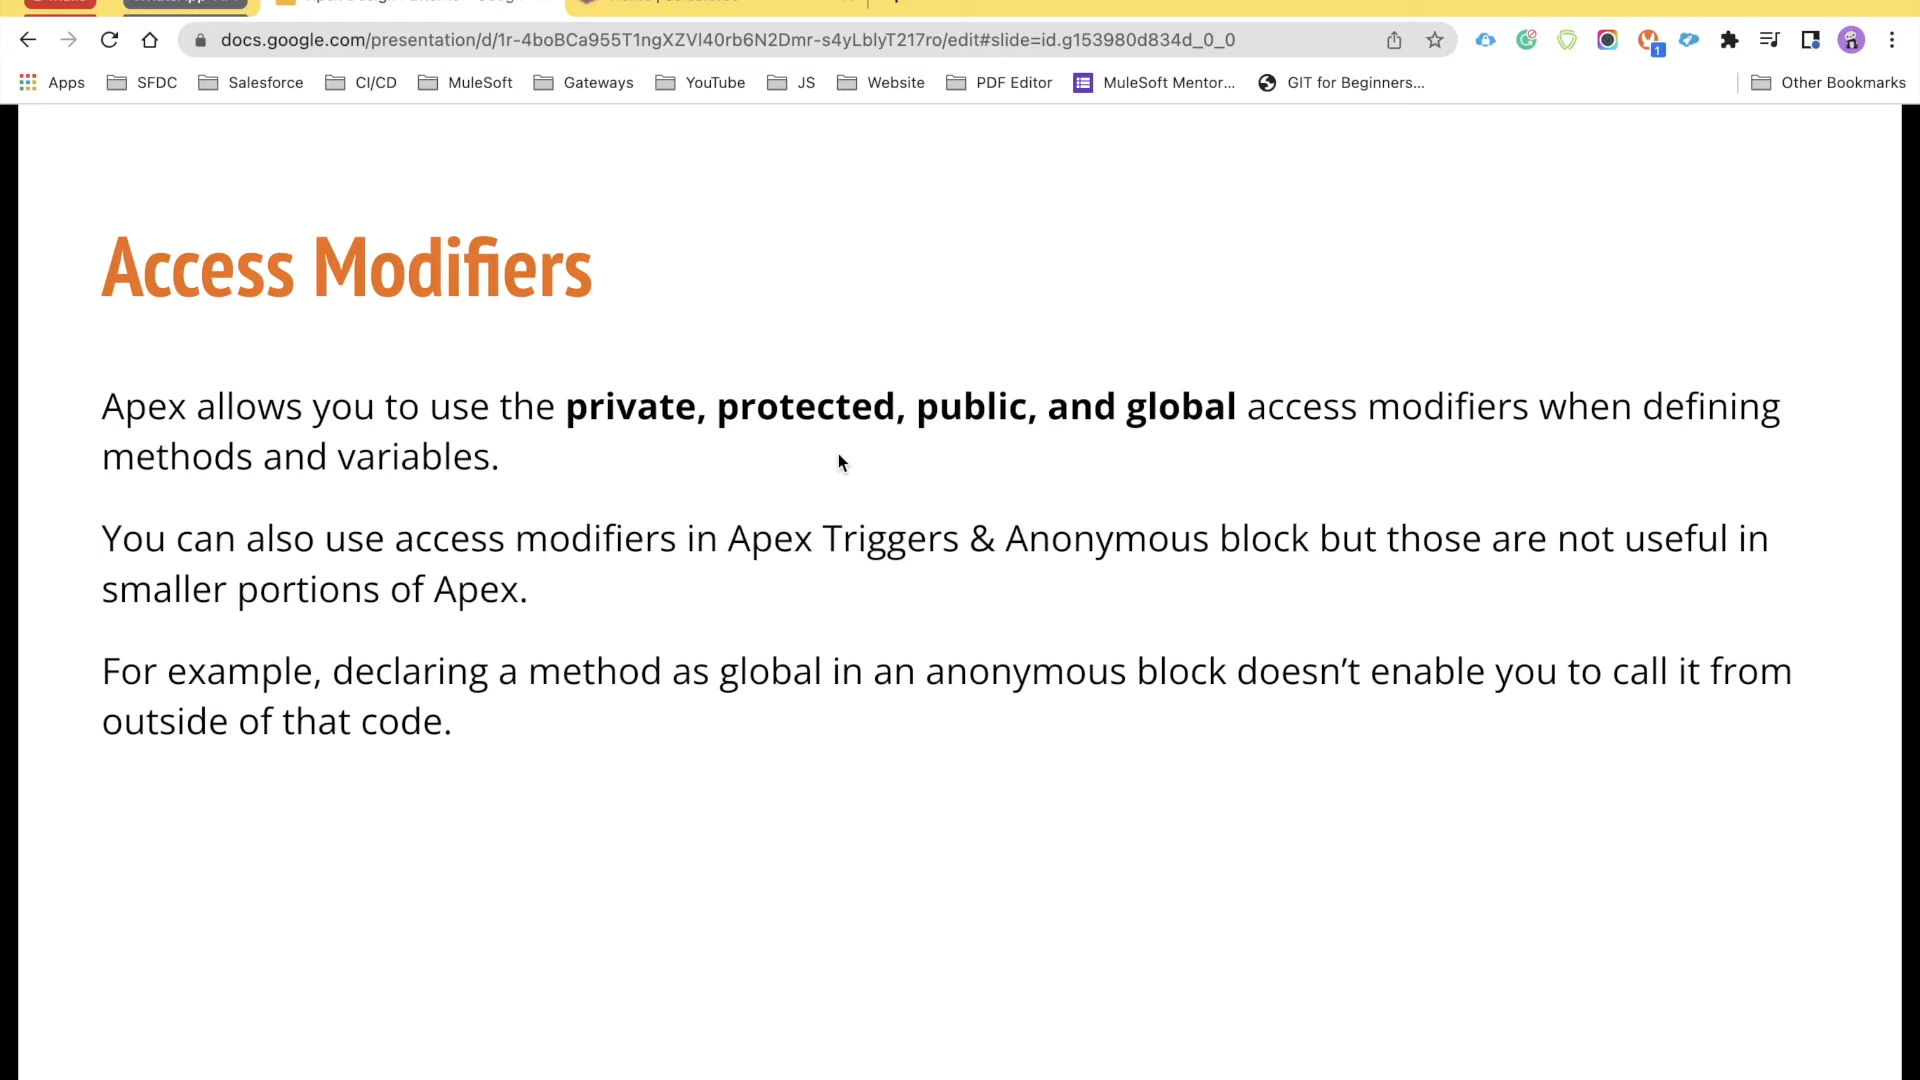 docs.google.com/presentation/d/1r-4boBCa955T1ngXZVl40rb6N2Dmr-s4yLblyT217ro/edit#slide=id.g153980d834d_0_0
1
Apps SFDC Salesforce CI/CD MuleSoft Gateways YouTube JS Website PDF Editor MuleSoft Mentor... GIT for Beginners... Other Bookmarks
Access Modifiers
Apex allows you to use the private, protected, public, and global access modifiers when defining
methods and variables.
You can also use access modifiers in Apex Triggers & Anonymous block but those are not useful in
smaller portions of Apex.
For example, declaring a method as global in an anonymous block doesn’t enable you to call it from
outside of that code.